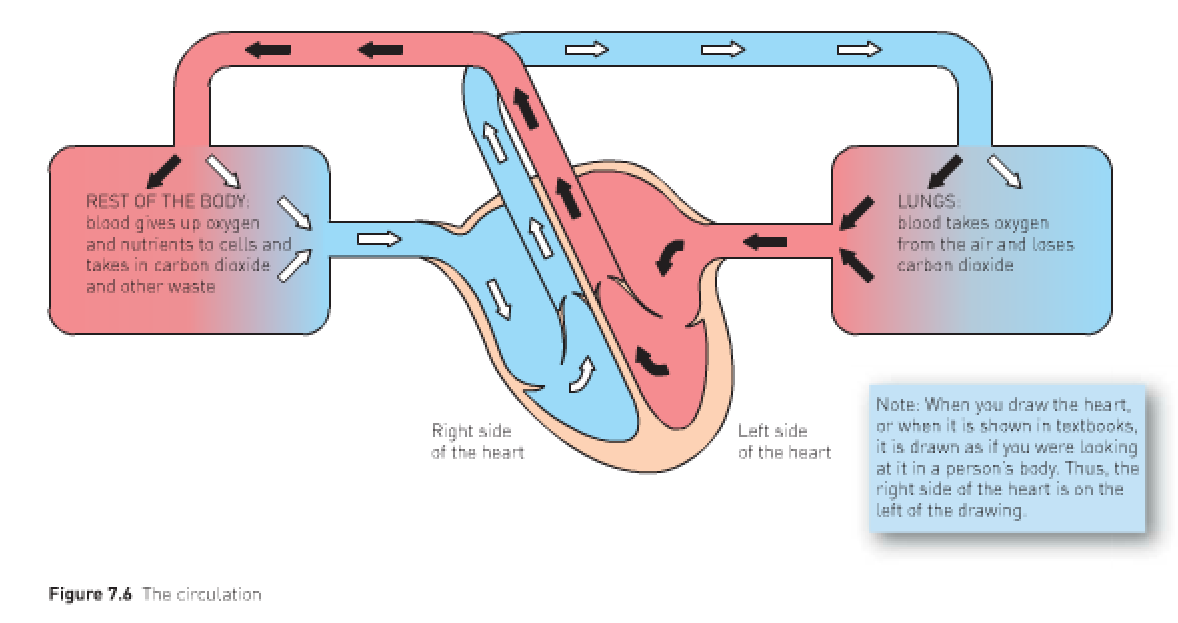 REST OF THE BODY:
blood gives up oxygen
and nutrients to cells and
takes in carbon dioxide
and other waste
LUNGS:
blood takes oxygen
from the air and loses
carbon dioxide
Right side
of the heart
Left side
of the heart
Note: When you draw the heart,
or when it is shown in textbooks,
it is drawn as if you were looking
at it in a person's body. Thus, the
right side of the heart is on the
left of the drawing.
Figure 7.6 The circulation